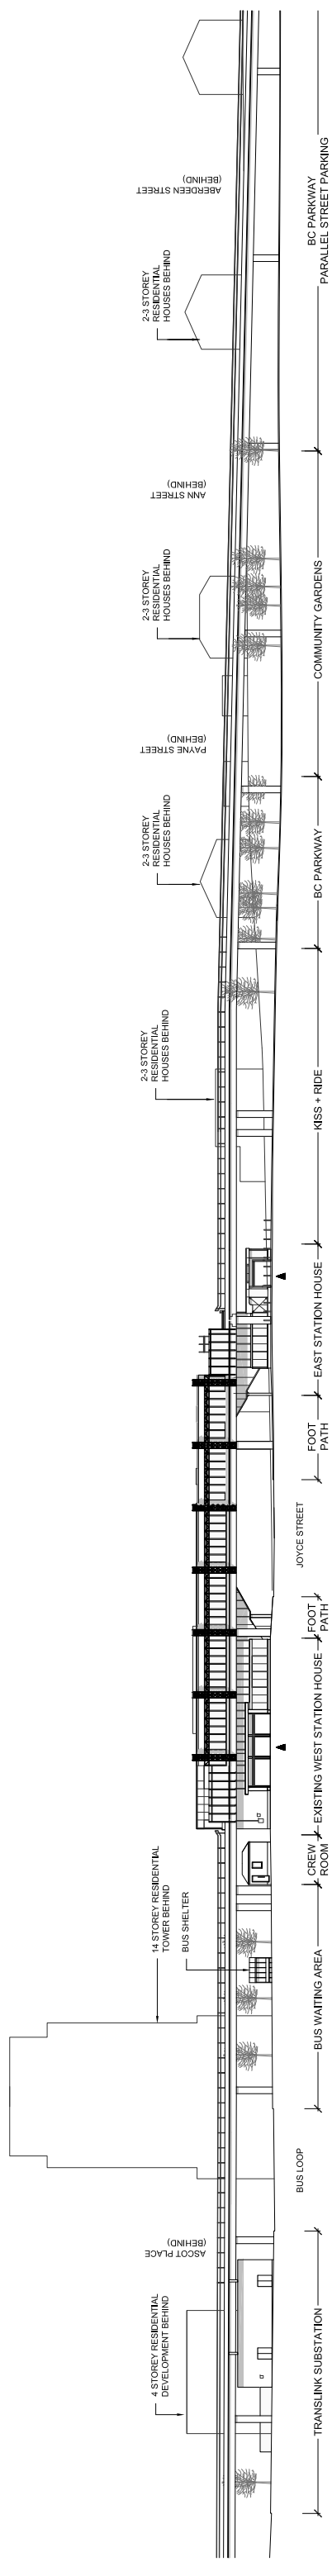 4 STOREY RESIDENTIAL
DEVELOPMENT BEHIND
ASCOT PLACE
(BEHIND)
14 STOREY RESIDENTIAL
TOWER BEHIND
BUS SHELTER
2-3 STOREY
RESIDENTIAL
HOUSES BEHIND
2-3 STOREY
RESIDENTIAL
HOUSES BEHIND
PAYNE STREET
(BEHIND)
2-3 STOREY
RESIDENTIAL
HOUSES BEHIND
ANN STREET
(BEHIND)
2-3 STOREY
RESIDENTIAL
HOUSES BEHIND
ABERDEEN STREET
(BEHIND)
TRANSLINK SUBSTATION
BUS LOOP
BUS WAITING AREA
CREW
ROOM
EXISTING WEST STATION HOUSE
FOOT
PATH
JOYCE STREET
FOOT
PATH
EAST STATION HOUSE
KISS + RIDE
BC PARKWAY
COMMUNITY GARDENS
BC PARKWAY
PARALLEL STREET PARKING